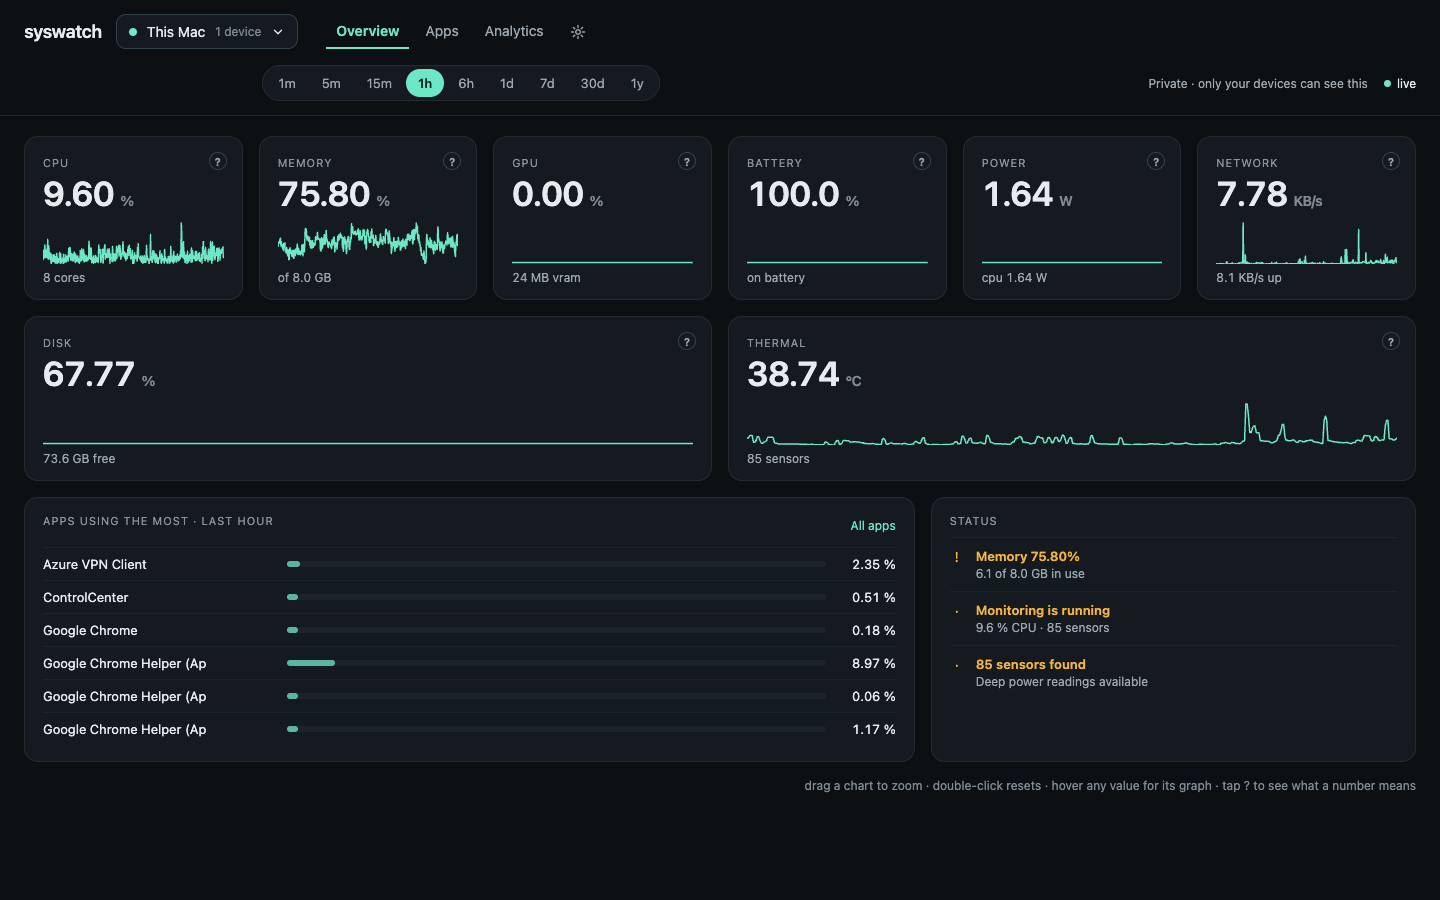 syswatch This Mac 1 device Overview Apps Analytics
1m 5m 15m 1h 6h 1d 7d 30d 1y Private · only your devices can see this live
CPU ?
9.60 %
8 cores
MEMORY ?
75.80 %
of 8.0 GB
GPU ?
0.00 %
24 MB vram
BATTERY ?
100.0 %
on battery
POWER ?
1.64 W
cpu 1.64 W
NETWORK ?
7.78 KB/s
8.1 KB/s up
DISK ?
67.77 %
73.6 GB free
THERMAL ?
38.74 °C
85 sensors
APPS USING THE MOST · LAST HOUR
All apps
Azure VPN Client 2.35 %
ControlCenter 0.51 %
Google Chrome 0.18 %
Google Chrome Helper (Ap 8.97 %
Google Chrome Helper (Ap 0.06 %
Google Chrome Helper (Ap 1.17 %
STATUS
! Memory 75.80%
6.1 of 8.0 GB in use
· Monitoring is running
9.6 % CPU · 85 sensors
· 85 sensors found
Deep power readings available
drag a chart to zoom · double-click resets · hover any value for its graph · tap ? to see what a number means